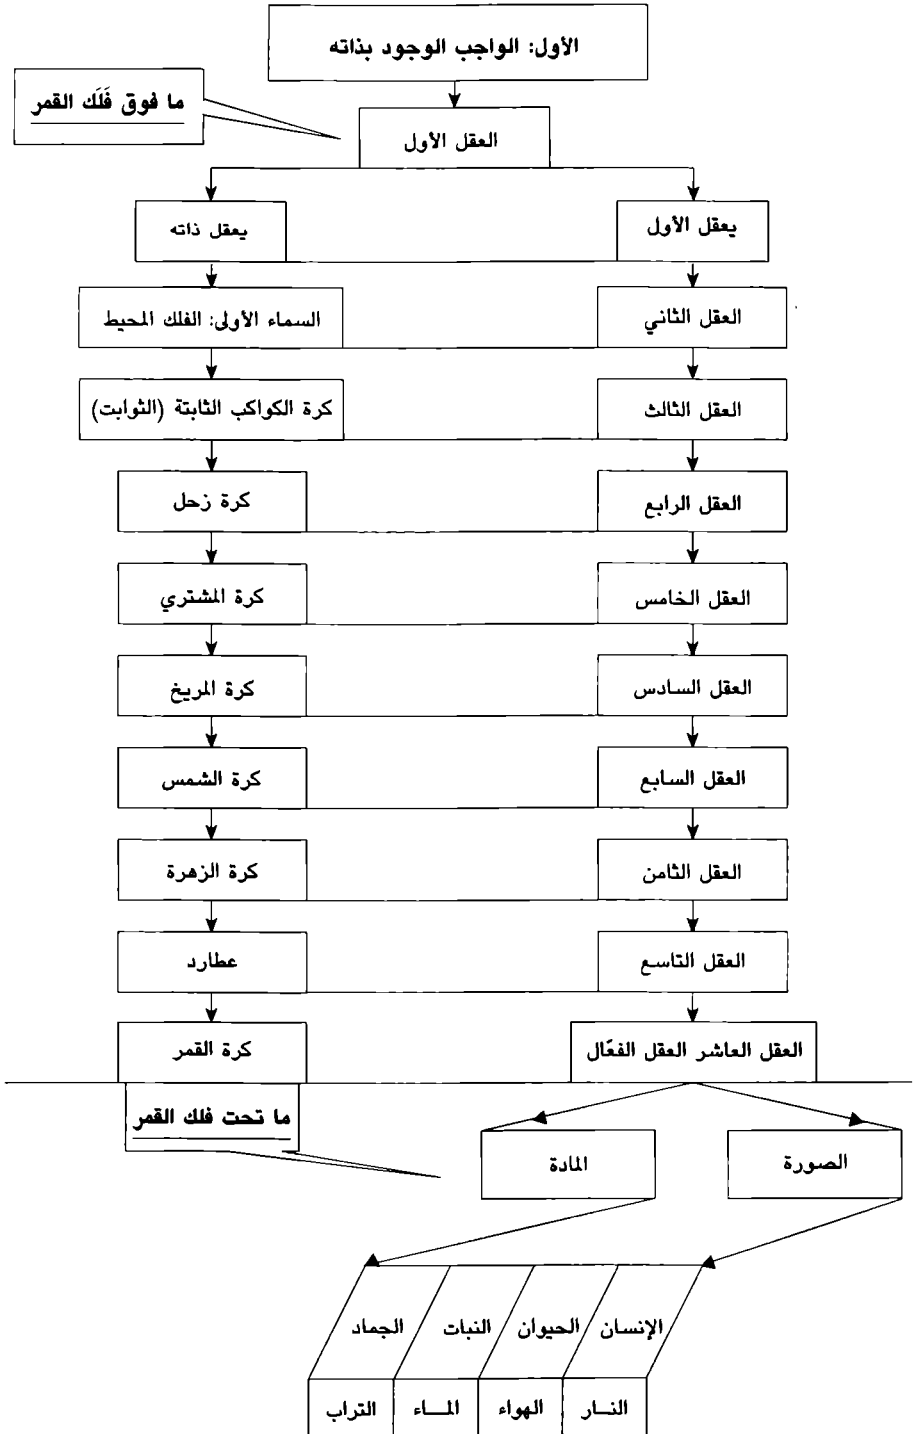 الأول: الواجب الوجود بذاته
ما فوق فَلَك القمر
العقل الأول
يعقل الأول
يعقل ذاته
العقل الثاني
السماء الأولى: الفلك المحيط
العقل الثالث
كرة الكواكب الثابتة (الثوابت)
العقل الرابع
كرة زحل
العقل الخامس
كرة المشتري
العقل السادس
كرة المريخ
العقل السابع
كرة الشمس
العقل الثامن
كرة الزهرة
العقل التاسع
عطارد
العقل العاشر العقل الفعّال
كرة القمر
ما تحت فلك القمر
الصورة
المادة
الإنسان
الحيوان
النبات
الجماد
النــار
الهواء
المــاء
التراب